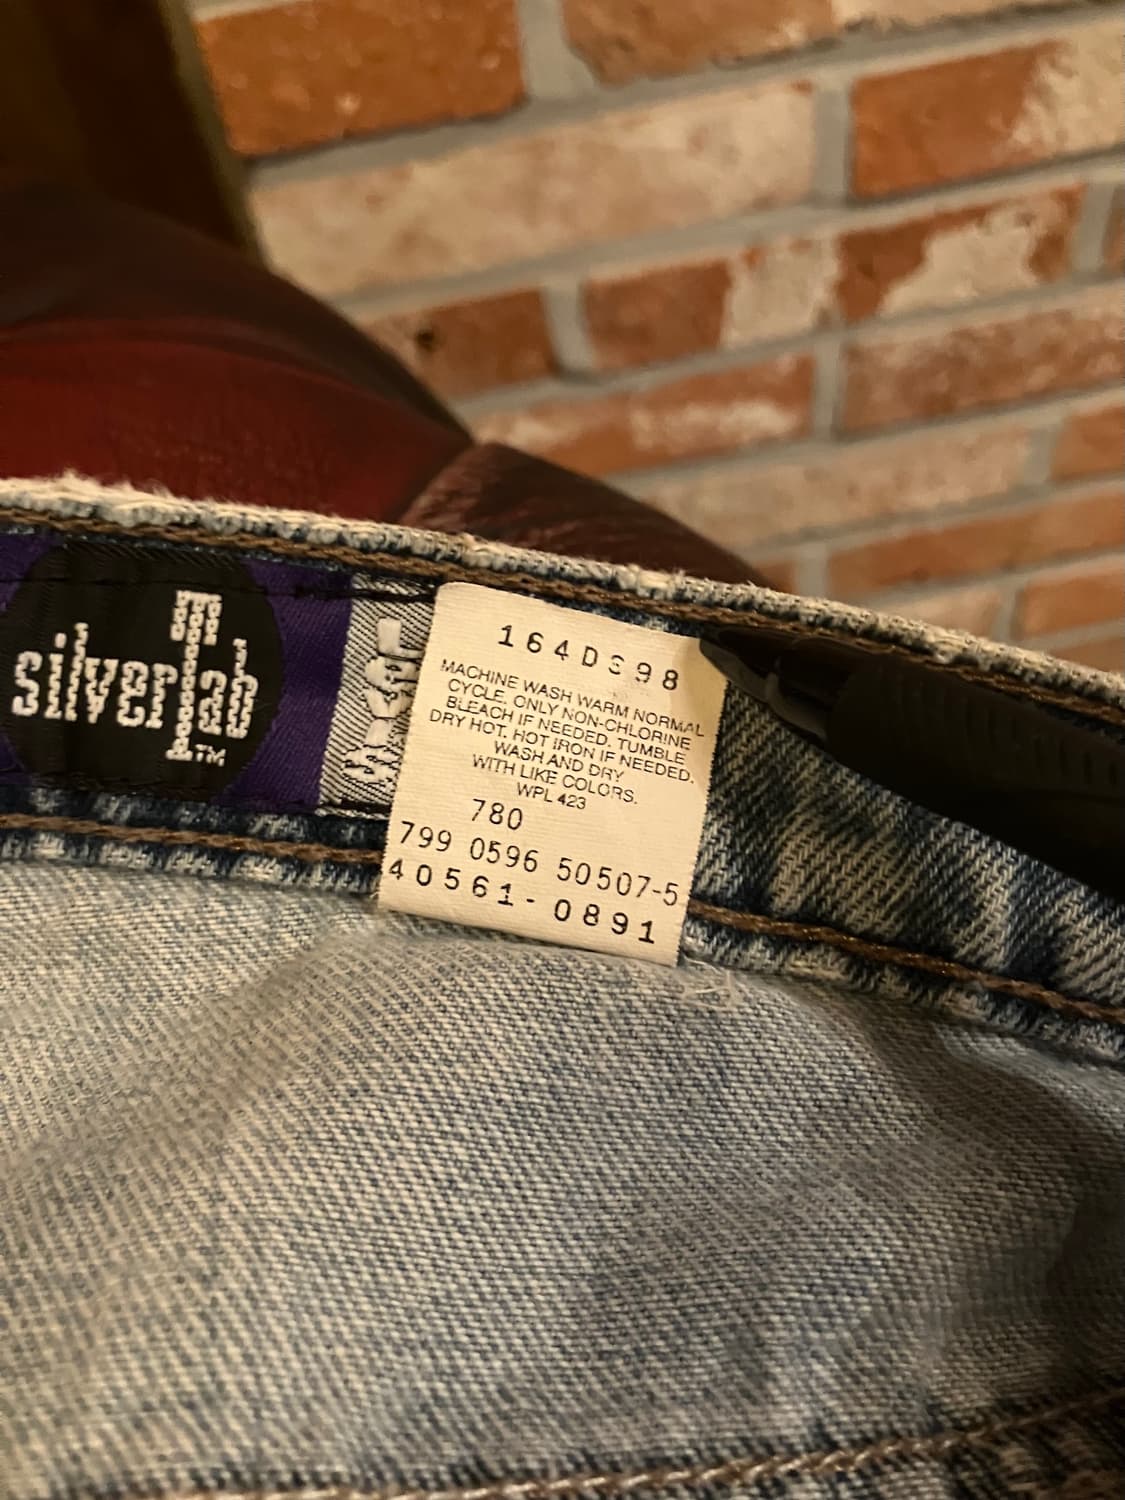 silverTab
TM
164DS98
MACHINE WASH WARM NORMAL
CYCLE. ONLY NON-CHLORINE
BLEACH IF NEEDED. TUMBLE
DRY HOT. HOT IRON IF NEEDED.
WASH AND DRY
WITH LIKE COLORS.
WPL 423
780
799 0596 50507-5
40561-0891